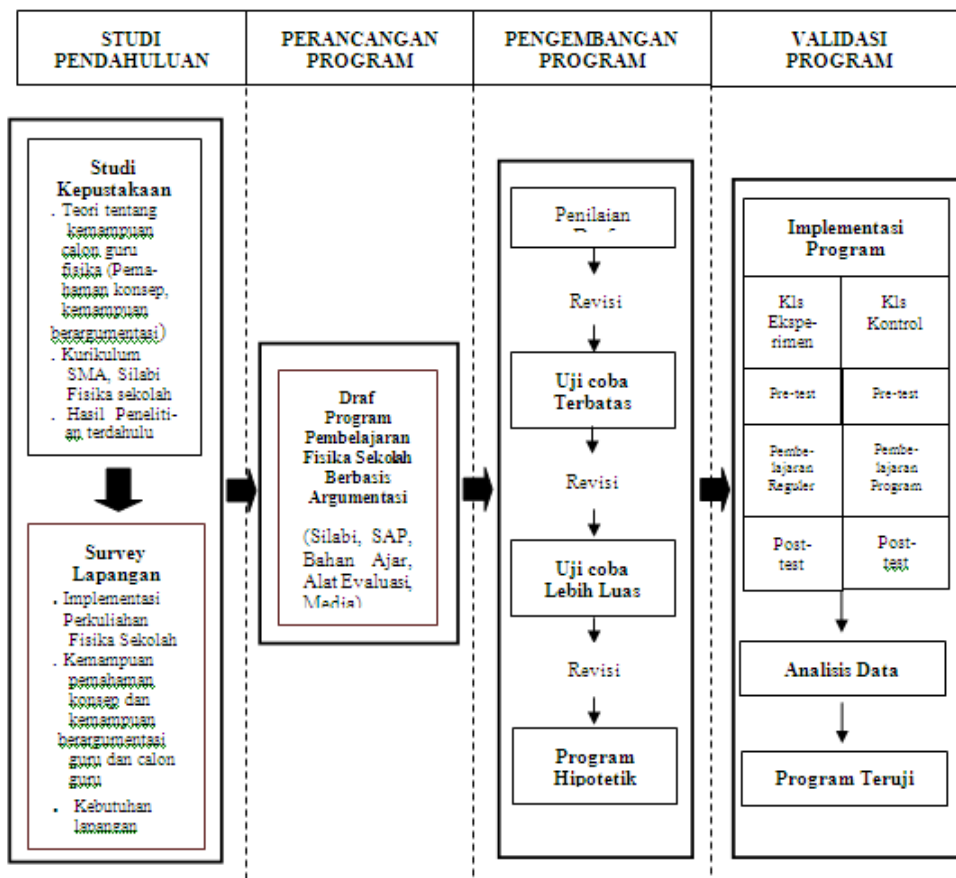 STUDI
PENDAHULUAN
PERANCANGAN
PROGRAM
PENGEMBANGAN
PROGRAM
VALIDASI
PROGRAM
Studi
Kepustakaan
. Teori tentang
kemampuan
calon guru
fisika (Pema-
haman konsep,
kemampuan
berargumentasi)
. Kurikulum
SMA, Silabi
Fisika sekolah
. Hasil Peneliti-
an terdahulu
Survey
Lapangan
. Implementasi
Perkuliahan
Fisika Sekolah
. Kemampuan
pemahaman
konsep dan
kemampuan
berargumentasi
guru dan calon
guru
. Kebutuhan
lapangan
Draf
Program
Pembelajaran
Fisika Sekolah
Berbasis
Argumentasi
(Silabi, SAP,
Bahan Ajar,
Alat Evaluasi,
Media)
Penilaian
Revisi
Uji coba
Terbatas
Revisi
Uji coba
Lebih Luas
Revisi
Program
Hipotetik
Implementasi
Program
Kls
Ekspe-
rimen
Kls
Kontrol
Pre-test
Pre-test
Pembe-
lajaran
Reguler
Pembe-
lajaran
Program
Post-
test
Post-
test
Analisis Data
Program Teruji